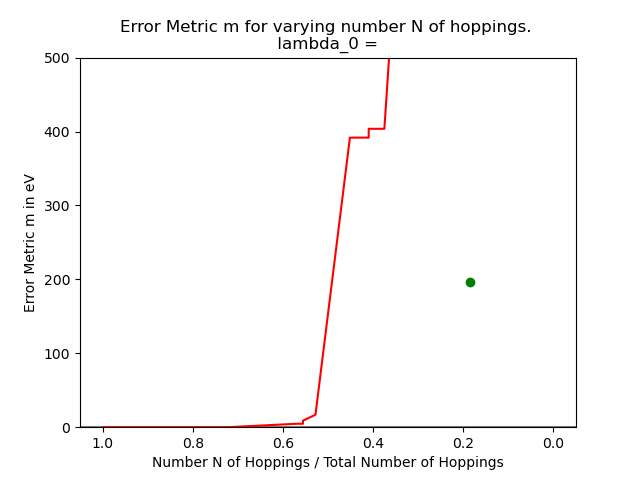 Error Metric m for varying number N of hoppings.
lambda_0 =
Error Metric m in eV
500
400
300
200
100
0
1.0 0.8 0.6 0.4 0.2 0.0
Number N of Hoppings / Total Number of Hoppings